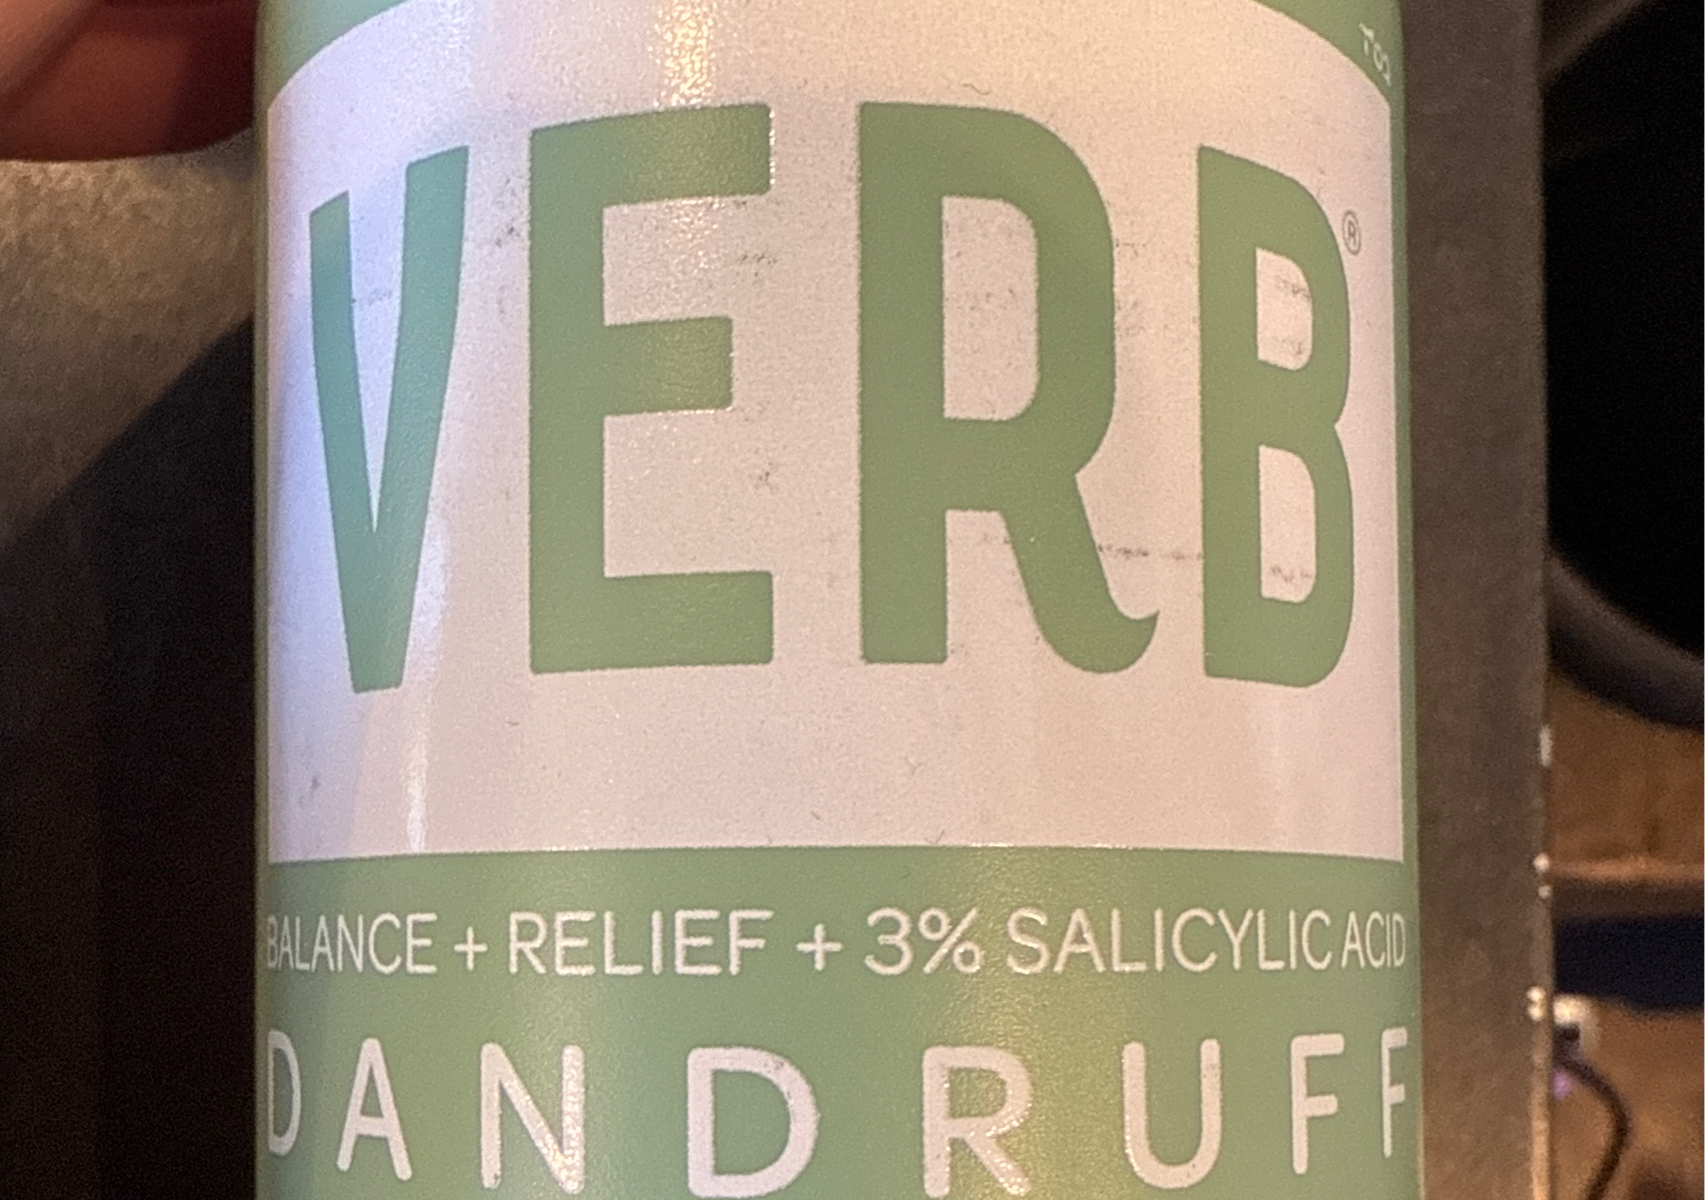 VERB®
BALANCE + RELIEF + 3% SALICYLIC ACID
DANDRUFF